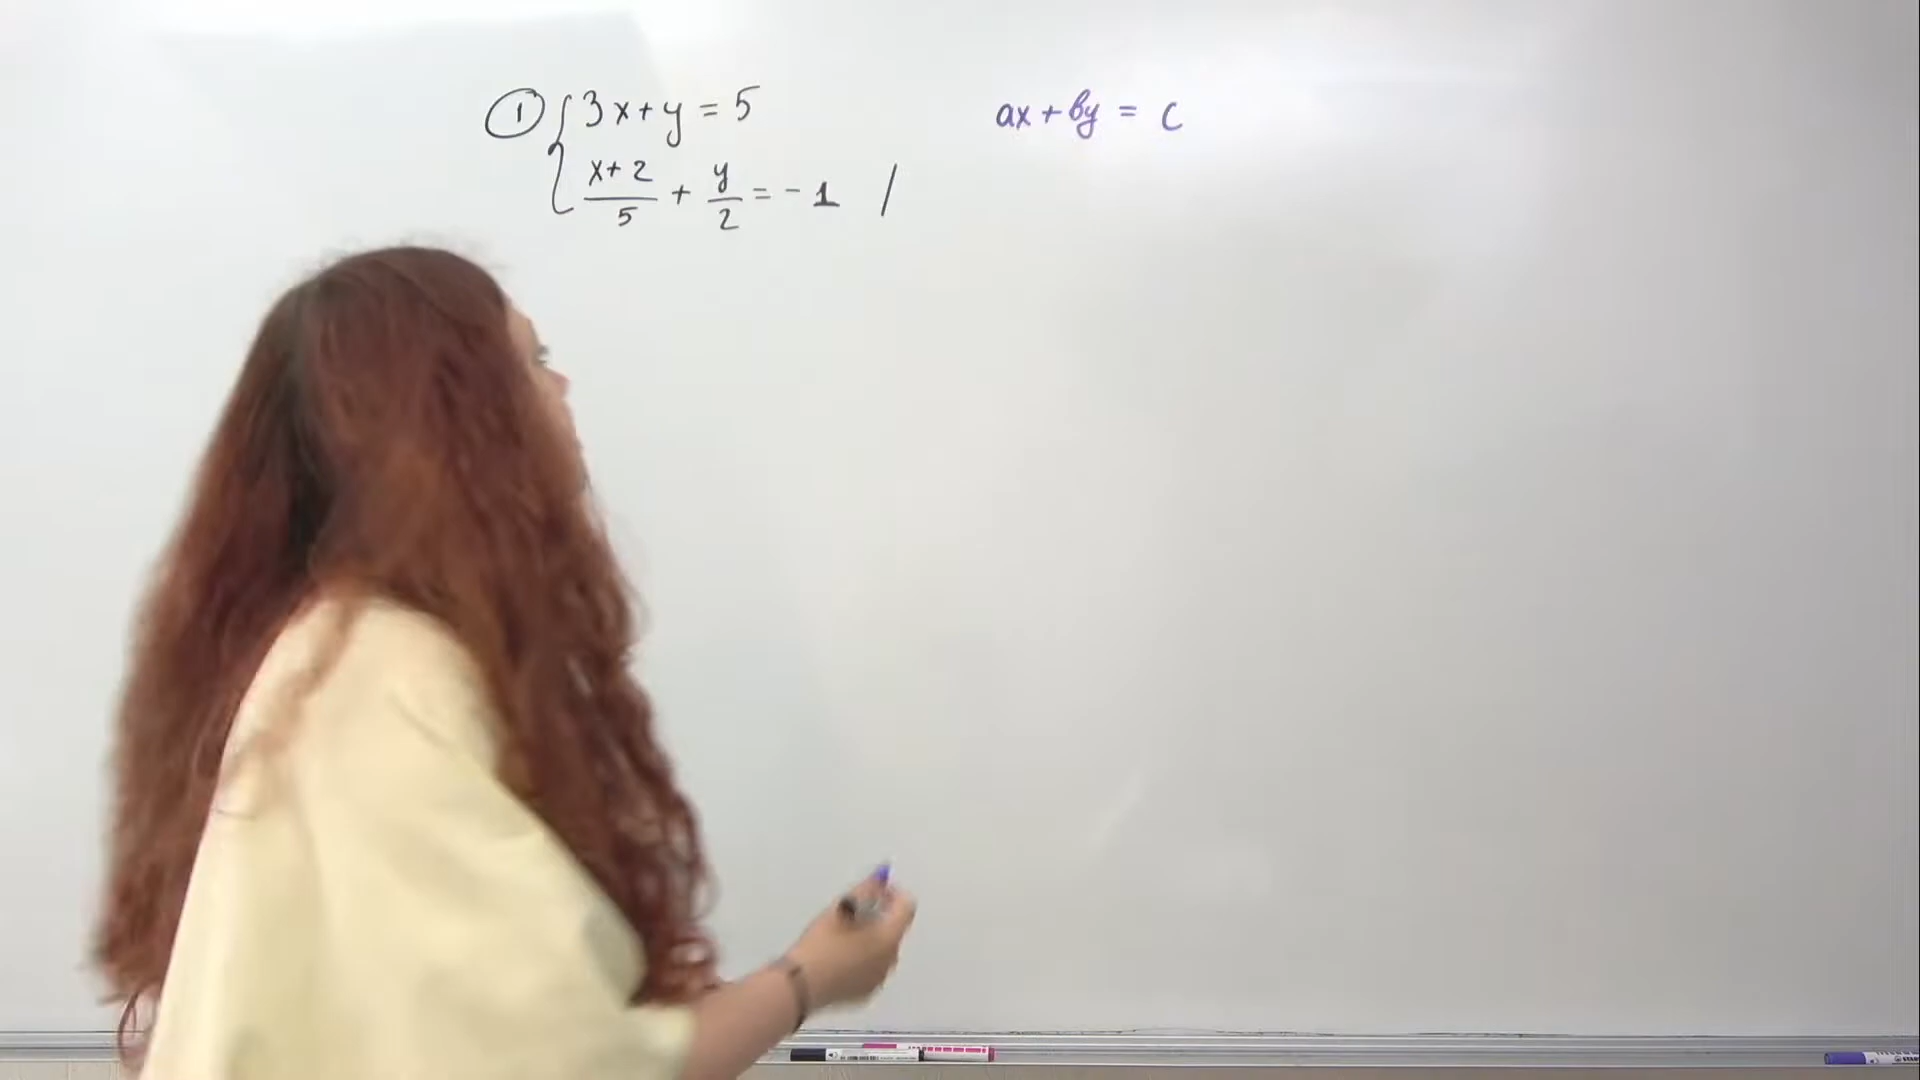 ① { 3x + y = 5
(x+2)/5 + y/2 = -1 /
ax + by = c